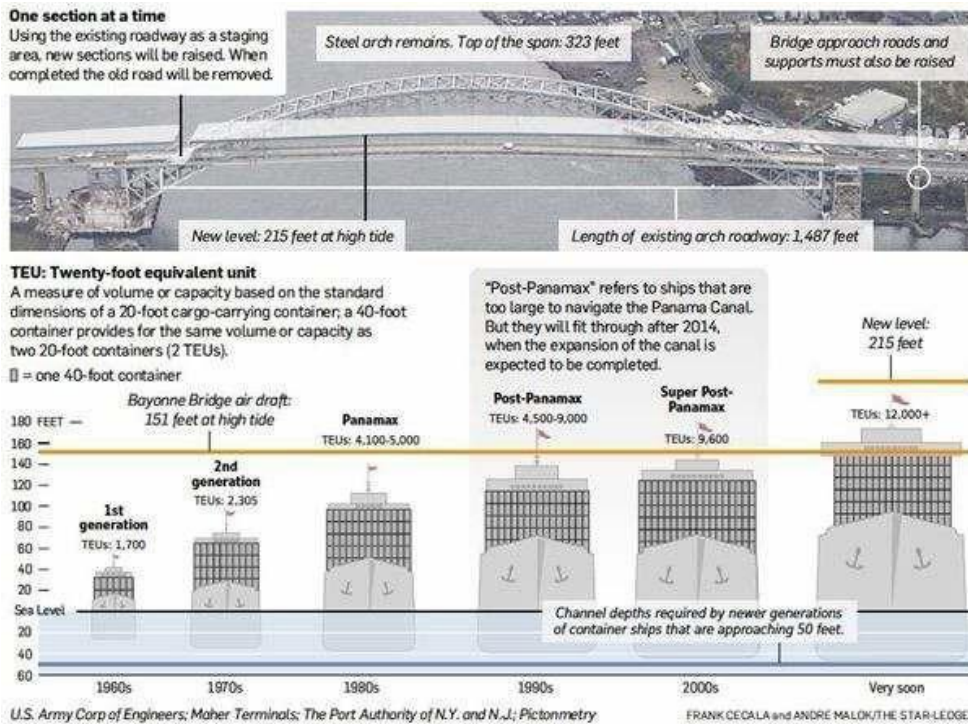 One section at a time
Using the existing roadway as a staging
area, new sections will be raised. When
completed the old road will be removed.
Steel arch remains. Top of the span: 323 feet
Bridge approach roads and
supports must also be raised
New level: 215 feet at high tide
Length of existing arch roadway: 1,487 feet
TEU: Twenty-foot equivalent unit
A measure of volume or capacity based on the standard
dimensions of a 20-foot cargo-carrying container; a 40-foot
container provides for the same volume or capacity as
two 20-foot containers (2 TEUs).
= one 40-foot container
"Post-Panamax" refers to ships that are
too large to navigate the Panama Canal.
But they will fit through after 2014,
when the expansion of the canal is
expected to be completed.
New level:
215 feet
Bayonne Bridge air draft:
151 feet at high tide
1st
generation
TEUs: 1,700
2nd
generation
TEUs: 2,305
Panamax
TEUs: 4,100-5,000
Post-Panamax
TEUs: 4,500-9,000
Super Post-
Panamax
TEUs: 9,600
TEUs: 12,000+
180 FEET
160
140
120
100
80
60
40
20
Sea Level
20
40
60
Channel depths required by newer generations
of container ships that are approaching 50 feet.
1960s
1970s
1980s
1990s
2000s
Very soon
U.S. Army Corp of Engineers; Maher Terminals; The Port Authority of N.Y. and N.J.; Pictonmetry
FRANK CECALA and ANDRE MALOK/THE STAR-LEDGE